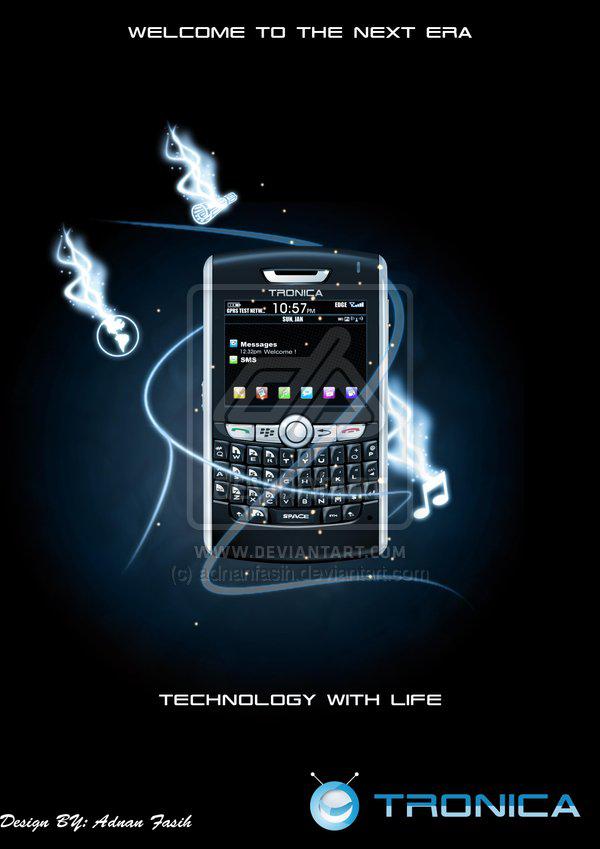 WELCOME TO THE NEXT ERA
TRONICA
GPRS TEST NETW.
10:57PM
EDGE
SUN, JAN
Messages
12:32pm Welcome !
SMS
SPACE
WWW.DEVIANTART.COM
(c) adnanfasih.deviantart.com
TECHNOLOGY WITH LIFE
TRONICA
Design BY: Adnan Fasih